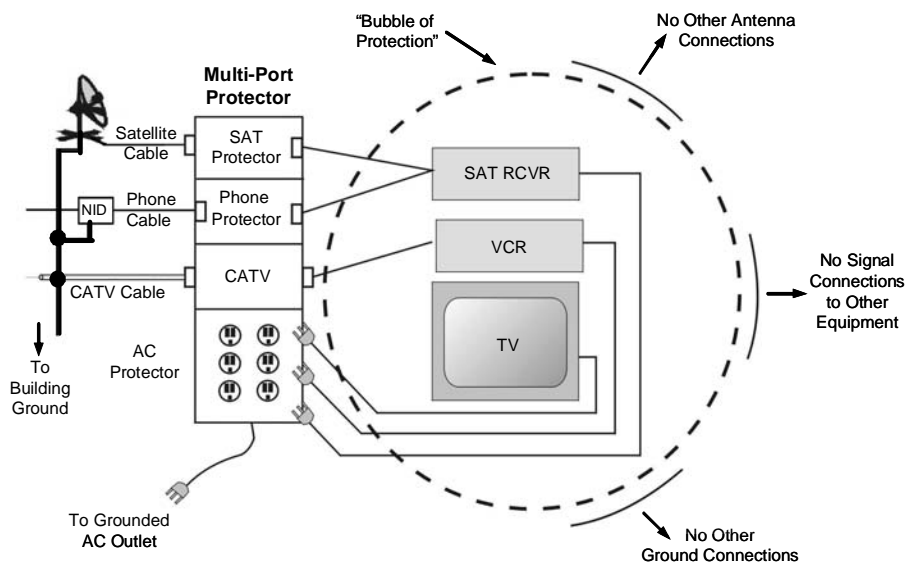 "Bubble of
Protection"
No Other Antenna
Connections
Multi-Port
Protector
Satellite
Cable
SAT
Protector
SAT RCVR
NID
Phone
Cable
Phone
Protector
VCR
CATV Cable
CATV
No Signal
Connections
to Other
Equipment
TV
To
Building
Ground
AC
Protector
To Grounded
AC Outlet
No Other
Ground Connections